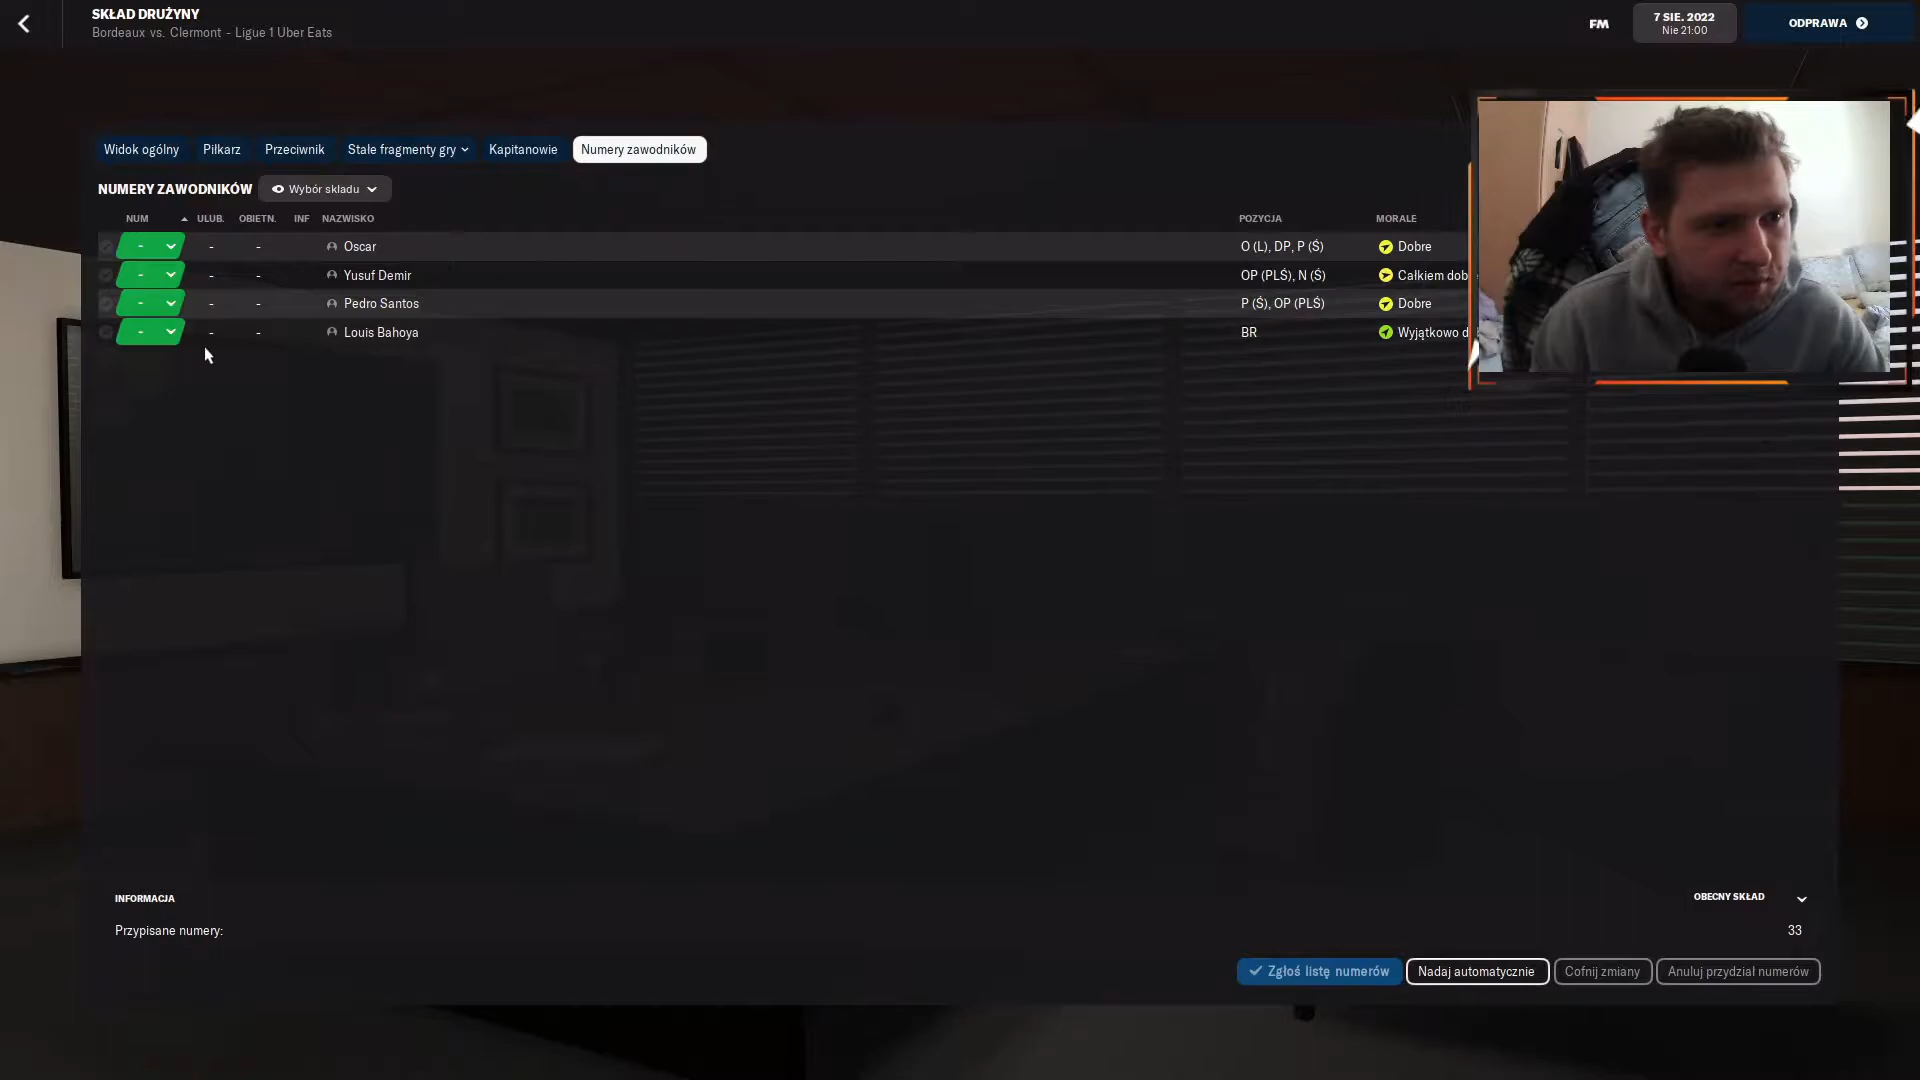 SKŁAD DRUŻYNY
Bordeaux vs. Clermont - Ligue 1 Uber Eats
FM
7 SIE. 2022
Nie 21:00
ODPRAWA
Widok ogólny Piłkarz Przeciwnik Stałe fragmenty gry Kapitanowie Numery zawodników
NUMERY ZAWODNIKÓW Wybór składu
NUM ULUB. OBIETN. INF NAZWISKO POZYCJA MORALE
- - - Oscar O (L), DP, P (Ś) Dobre
- - - Yusuf Demir OP (PLŚ), N (Ś) Całkiem dob
- - - Pedro Santos P (Ś), OP (PLŚ) Dobre
- - - Louis Bahoya BR Wyjątkowo d
INFORMACJA OBECNY SKŁAD
Przypisane numery: 33
Zgłoś listę numerów Nadaj automatycznie Cofnij zmiany Anuluj przydział numerów